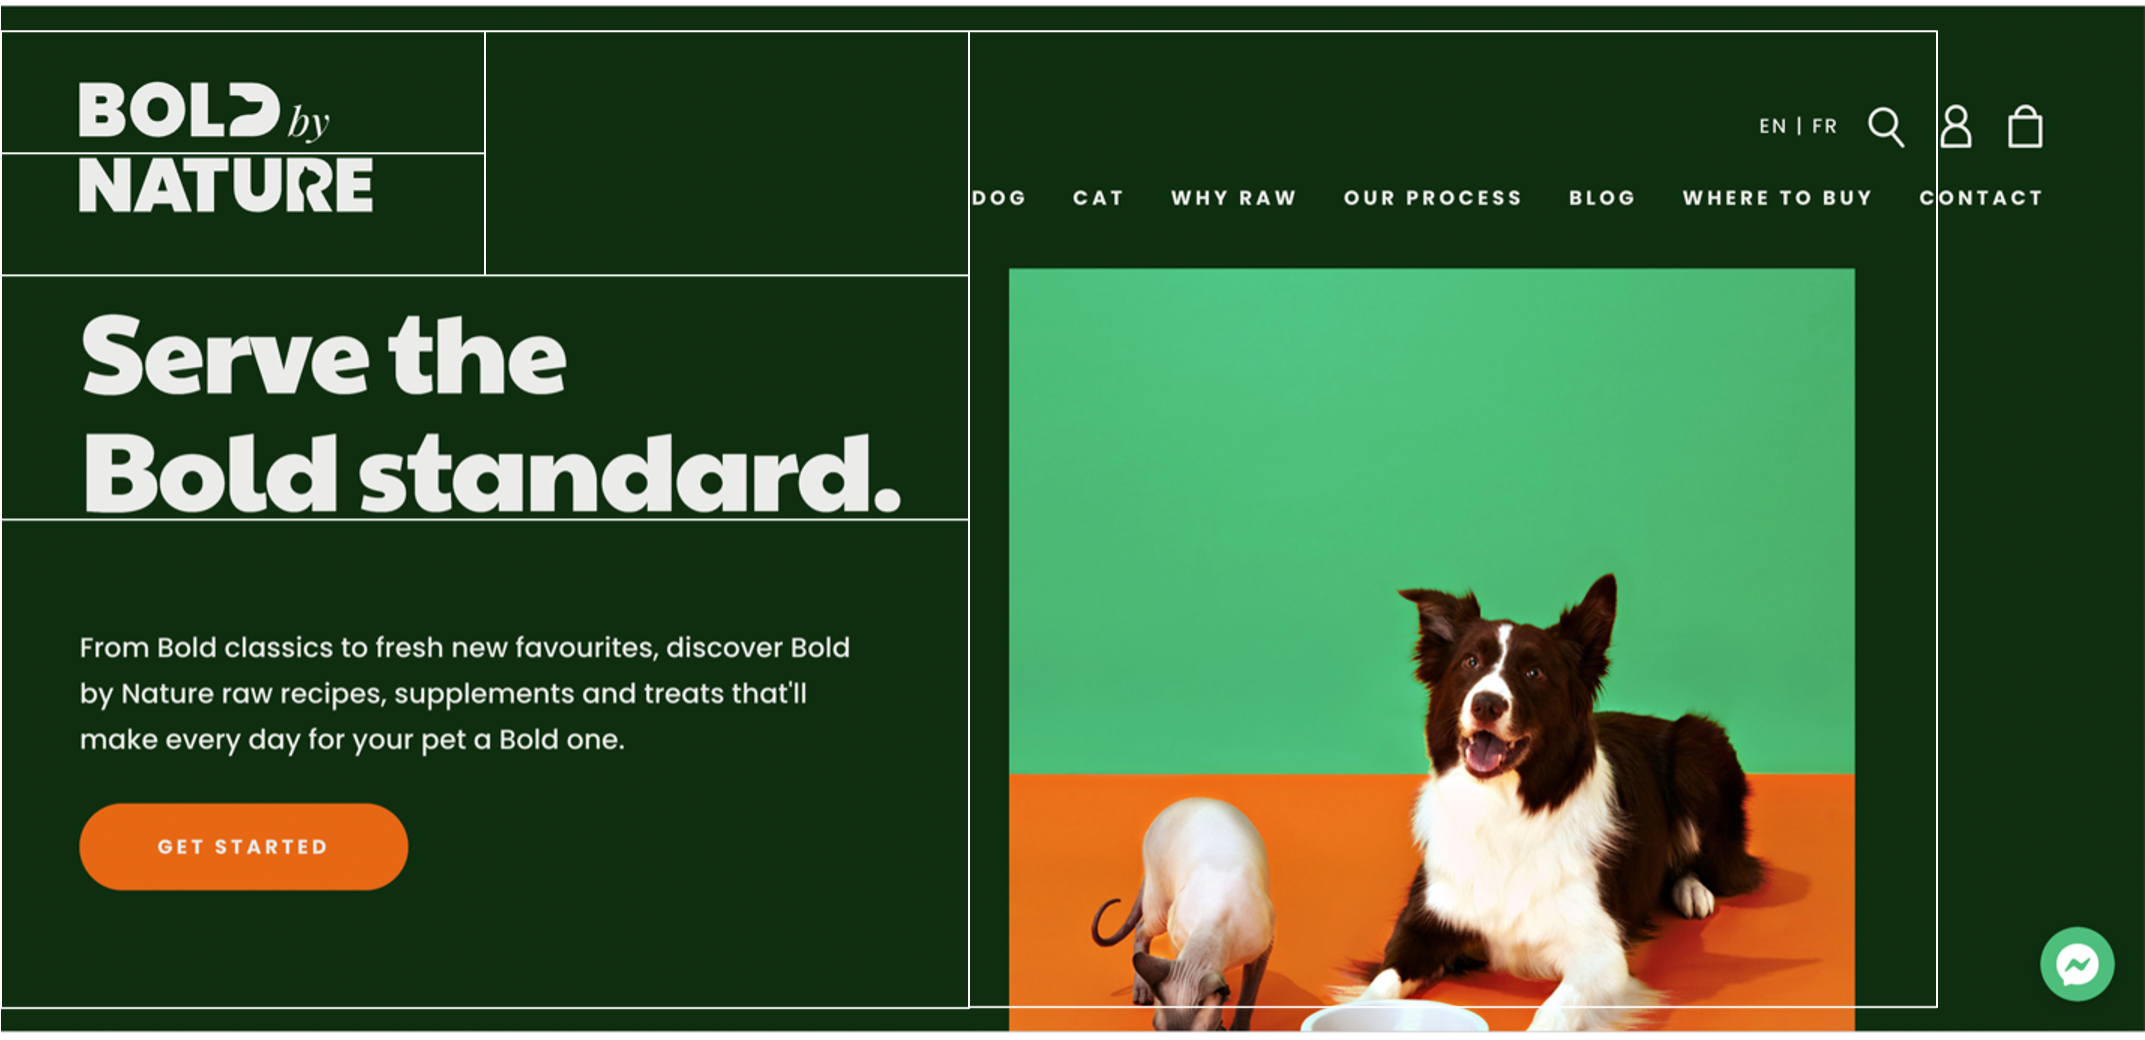 BOLD by
NATURE
EN | FR
DOG CAT WHY RAW OUR PROCESS BLOG WHERE TO BUY CONTACT
Serve the
Bold standard.
From Bold classics to fresh new favourites, discover Bold
by Nature raw recipes, supplements and treats that'll
make every day for your pet a Bold one.
GET STARTED